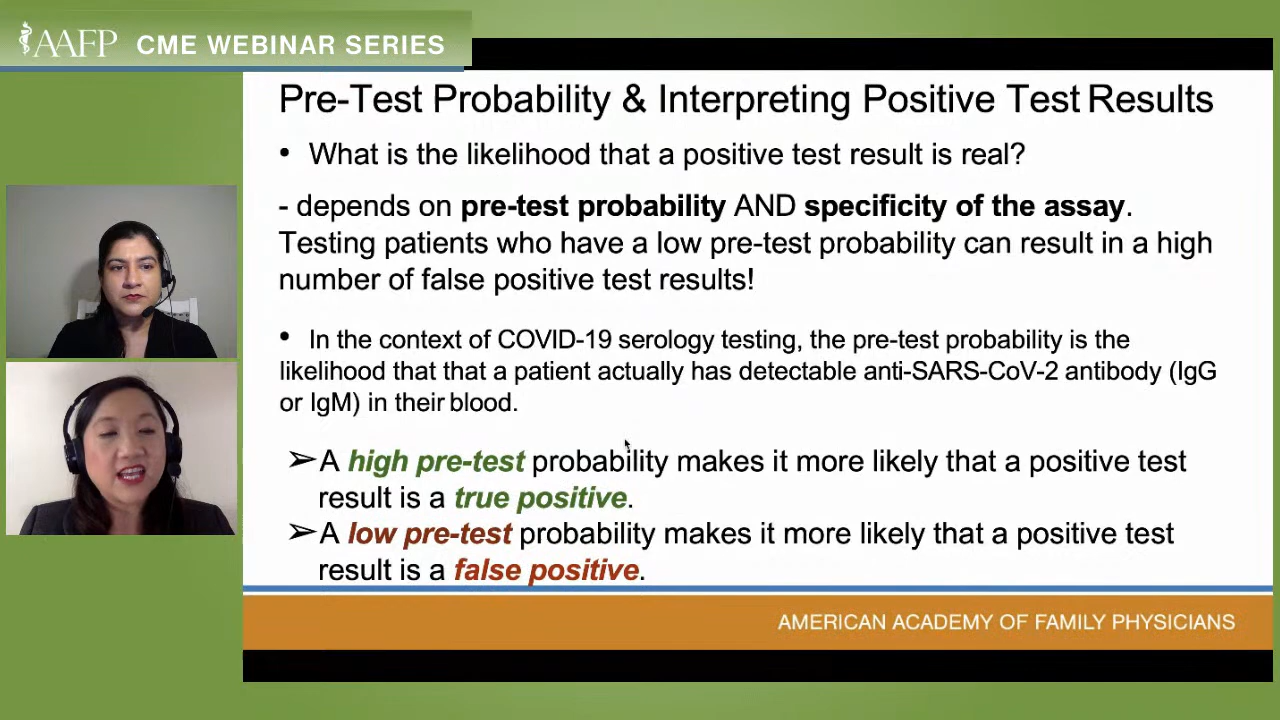 AAFP CME WEBINAR SERIES
Pre-Test Probability & Interpreting Positive Test Results
• What is the likelihood that a positive test result is real?
- depends on pre-test probability AND specificity of the assay.
Testing patients who have a low pre-test probability can result in a high
number of false positive test results!
• In the context of COVID-19 serology testing, the pre-test probability is the
likelihood that that a patient actually has detectable anti-SARS-CoV-2 antibody (IgG
or IgM) in their blood.
➢A high pre-test probability makes it more likely that a positive test
result is a true positive.
➢A low pre-test probability makes it more likely that a positive test
result is a false positive.
AMERICAN ACADEMY OF FAMILY PHYSICIANS